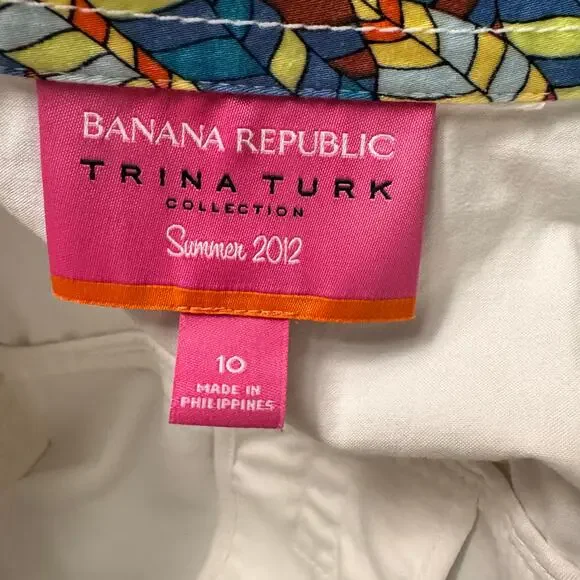 BANANA REPUBLIC
TRINA TURK
COLLECTION
Summer 2012
10
MADE IN
PHILIPPINES